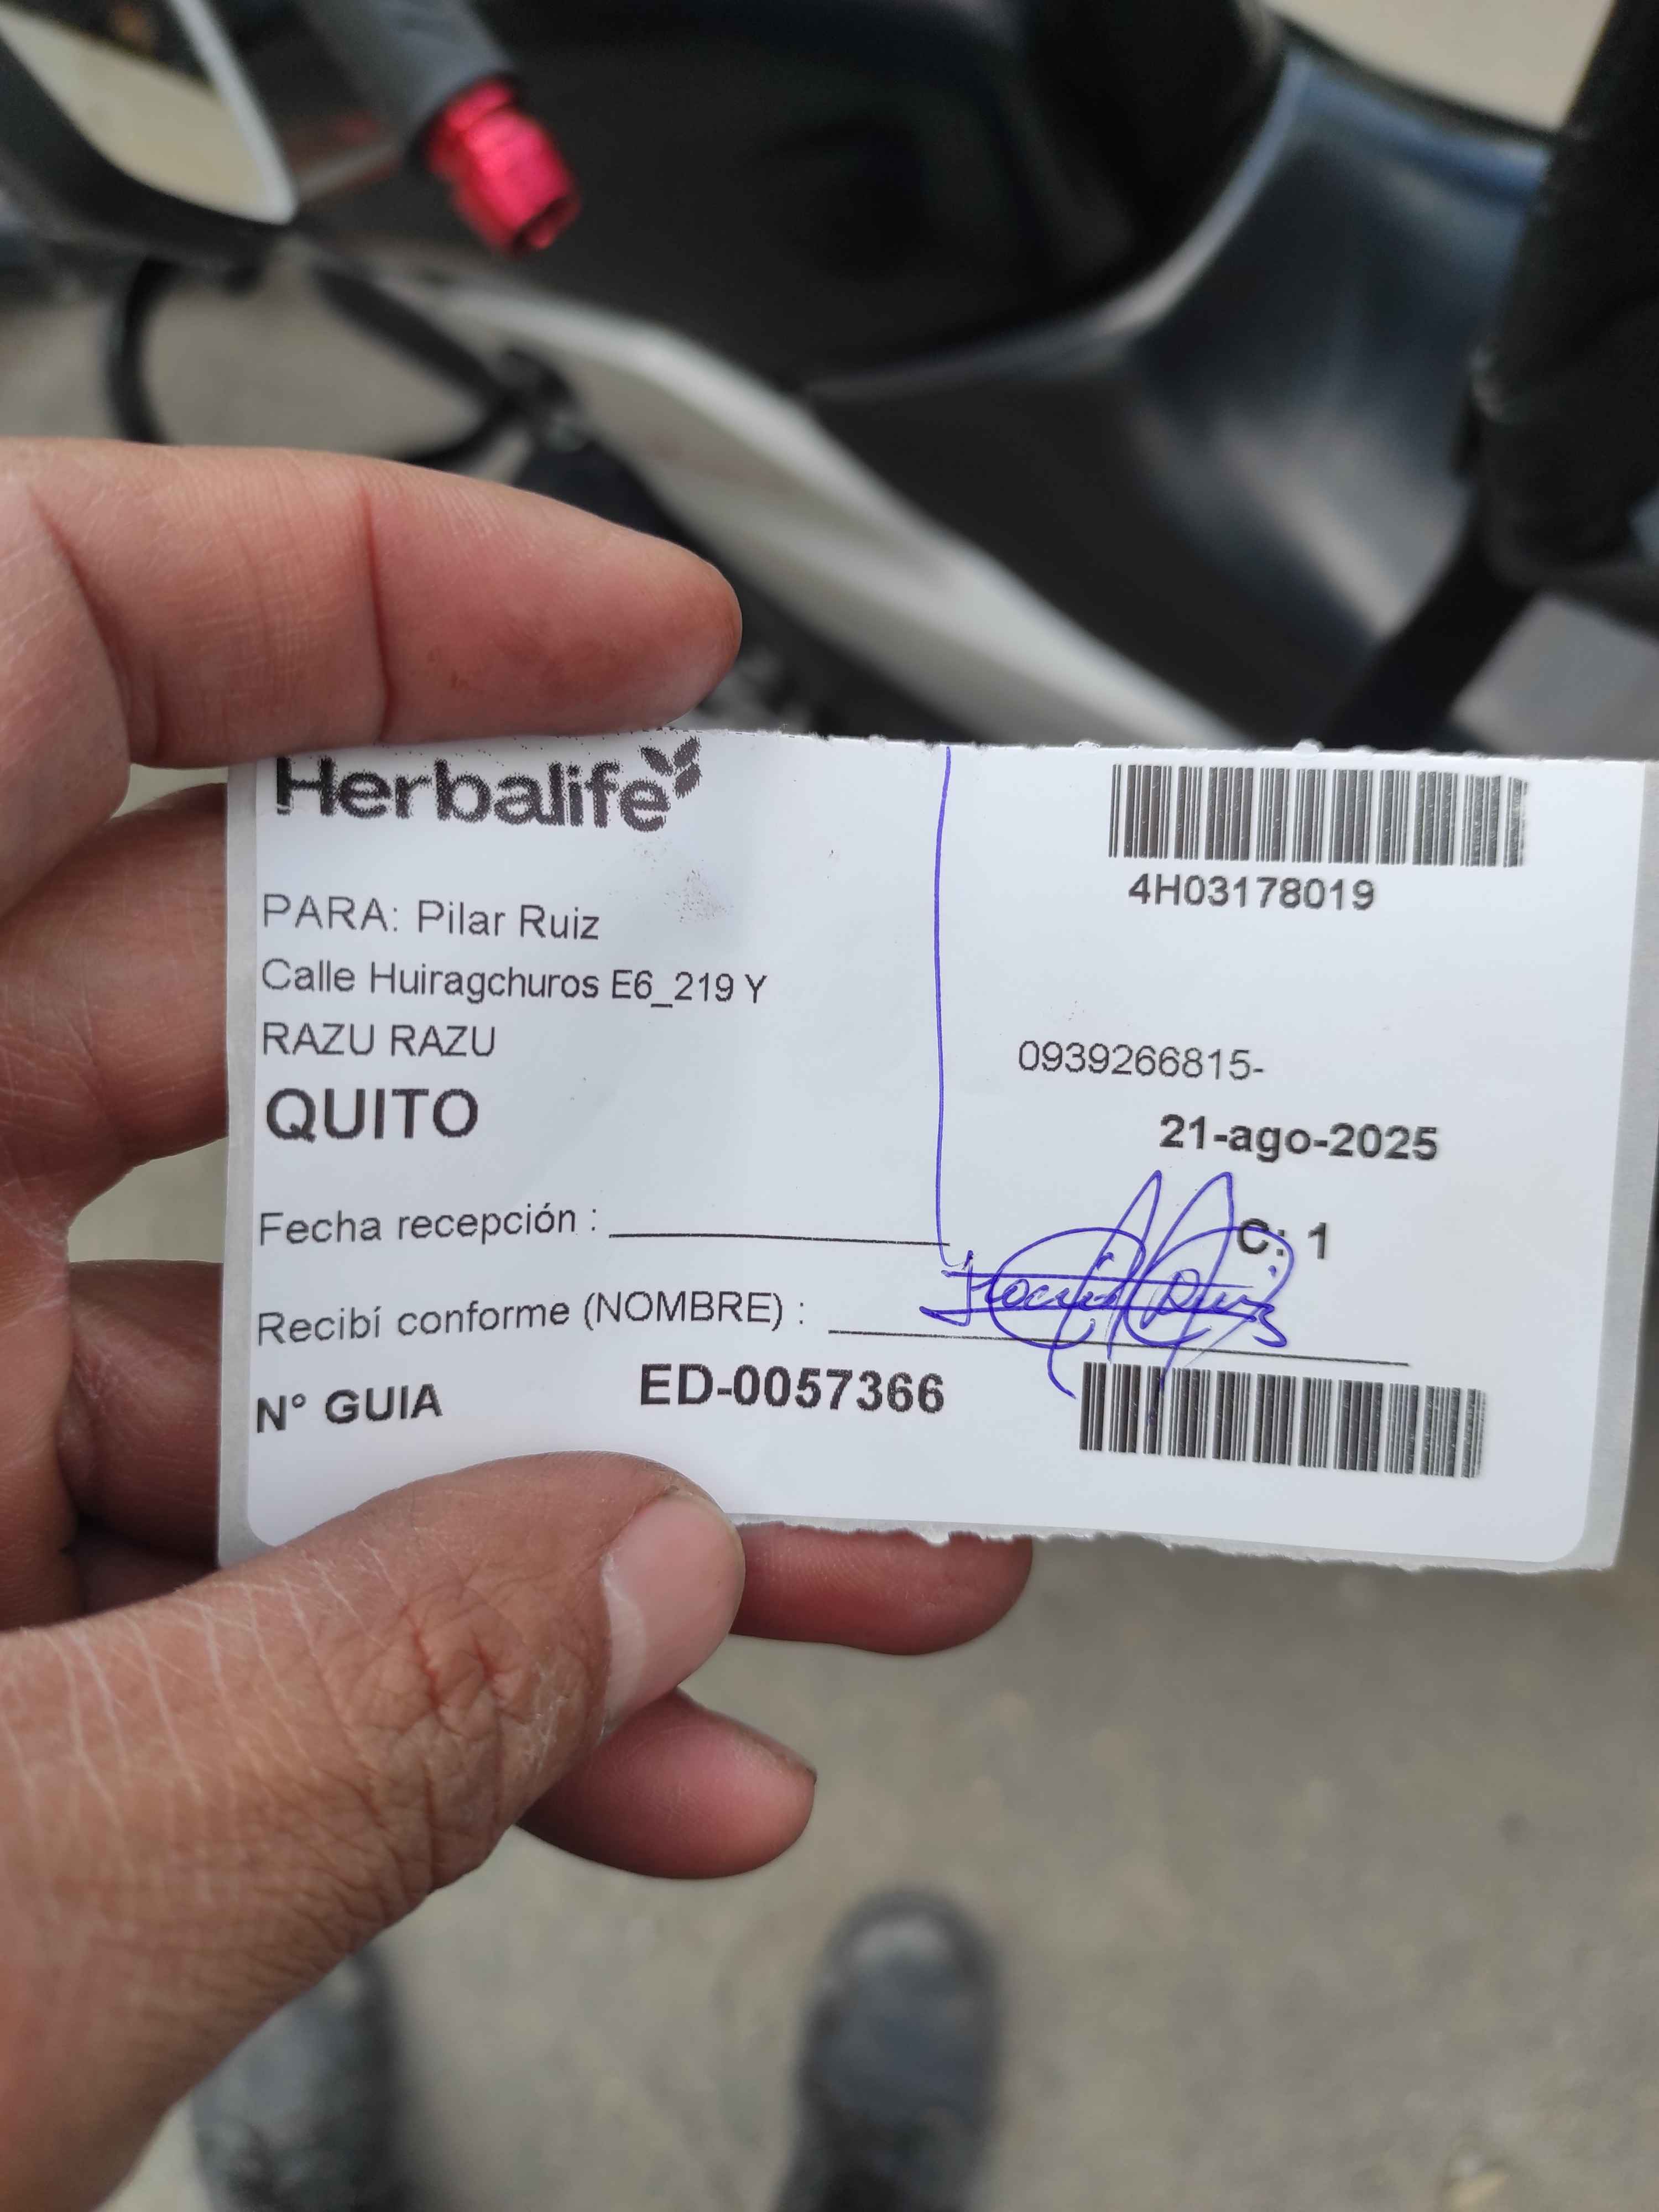 Herbalife
4H03178019
PARA: Pilar Ruiz
Calle Huiragchuros E6_219 Y
RAZU RAZU
0939266815-
QUITO
21-ago-2025
Fecha recepción :
C: 1
Recibí conforme (NOMBRE) : Ruiz
N° GUIA ED-0057366